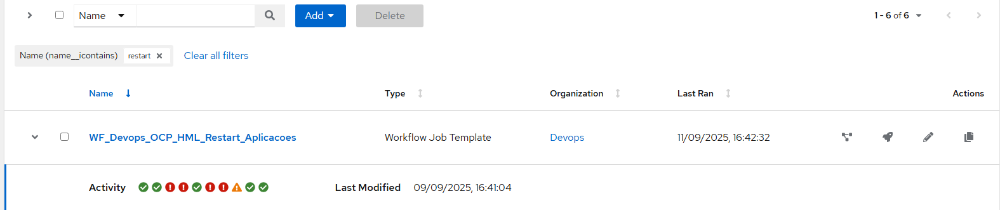 Name Add Delete 1 - 6 of 6
Name (name__icontains) restart Clear all filters
Name Type Organization Last Ran Actions
WF_Devops_OCP_HML_Restart_Aplicacoes Workflow Job Template Devops 11/09/2025, 16:42:32
Activity Last Modified 09/09/2025, 16:41:04